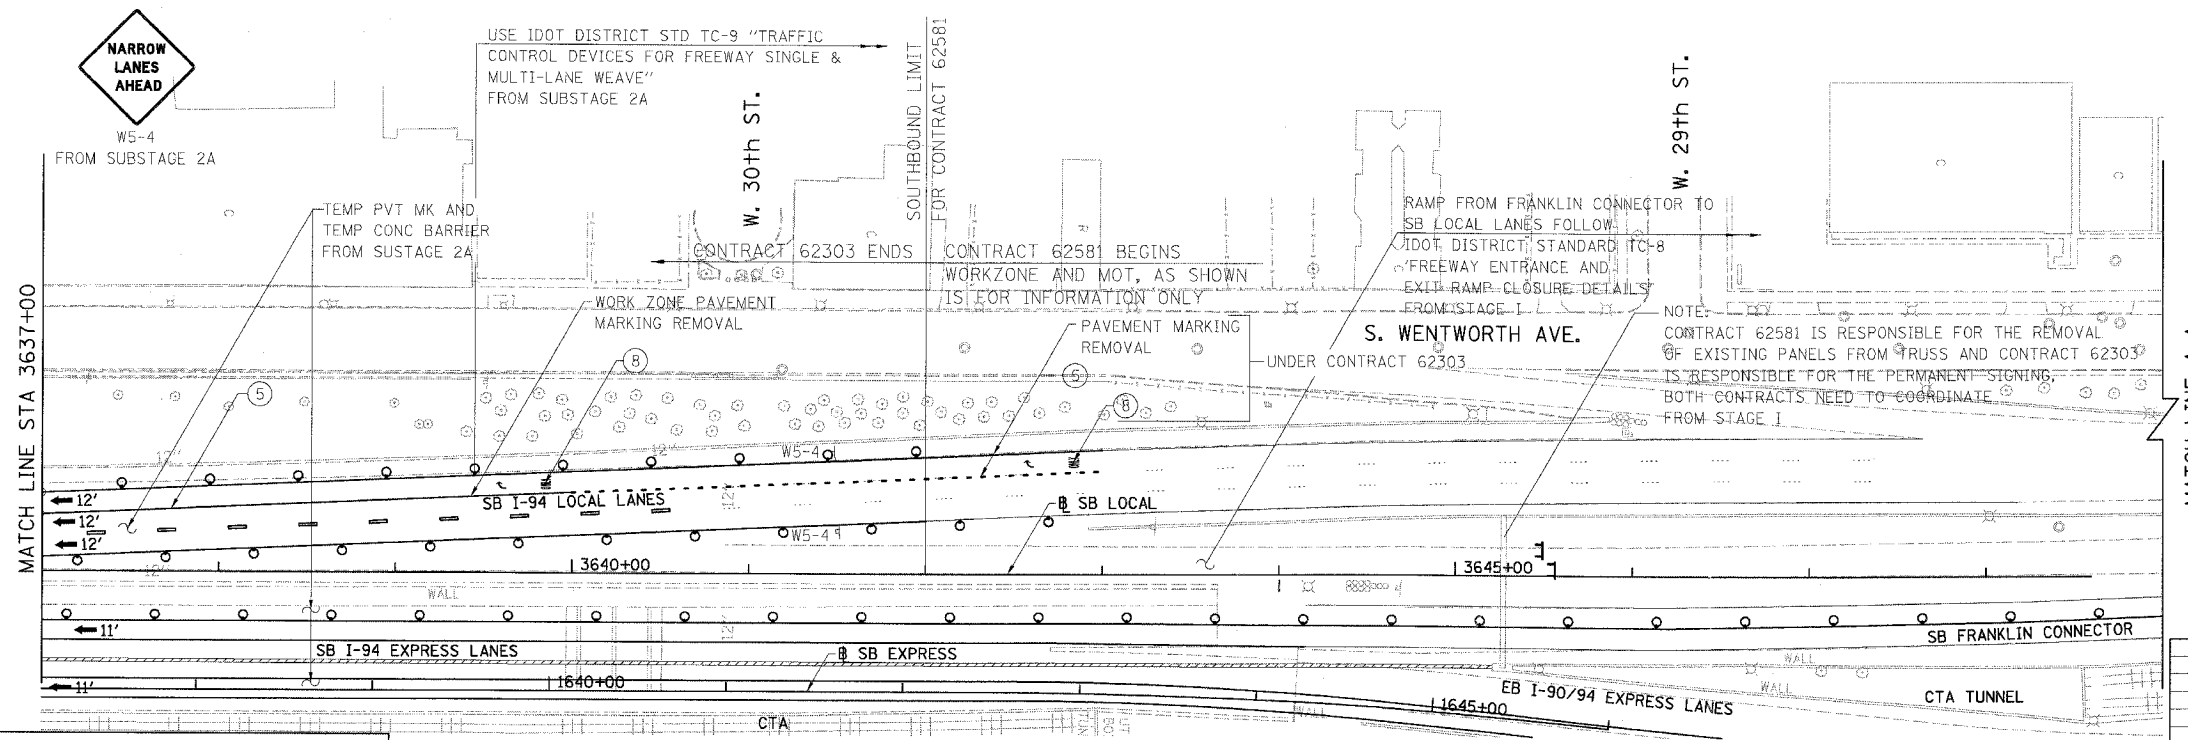 NARROW
LANES
AHEAD
W5-4
FROM SUBSTAGE 2A
USE IDOT DISTRICT STD TC-9 "TRAFFIC
CONTROL DEVICES FOR FREEWAY SINGLE &
MULTI-LANE WEAVE"
FROM SUBSTAGE 2A
W. 30th ST.
SOUTHBOUND LIMIT
FOR CONTRACT 62581
W. 29th ST.
TEMP PVT MK AND
TEMP CONC BARRIER
FROM SUSTAGE 2A
CONTRACT 62303 ENDS
CONTRACT 62581 BEGINS
WORKZONE AND MOT, AS SHOWN
IS FOR INFORMATION ONLY
RAMP FROM FRANKLIN CONNECTOR TO
SB LOCAL LANES FOLLOW
IDOT DISTRICT STANDARD TC-8
"FREEWAY ENTRANCE AND
EXIT RAMP CLOSURE DETAILS"
FROM STAGE I
WORK ZONE PAVEMENT
MARKING REMOVAL
PAVEMENT MARKING
REMOVAL
S. WENTWORTH AVE.
UNDER CONTRACT 62303
NOTE:
CONTRACT 62581 IS RESPONSIBLE FOR THE REMOVAL
OF EXISTING PANELS FROM TRUSS AND CONTRACT 62303
IS RESPONSIBLE FOR THE PERMANENT SIGNING,
BOTH CONTRACTS NEED TO COORDINATE
FROM STAGE I
MATCH LINE STA 3637+00
5
8
8
12'
W5-4
12'
12'
12'
12'
12'
SB I-94 LOCAL LANES
SB LOCAL
W5-4
12'
3640+00
3645+00
WALL
11'
12'
SB I-94 EXPRESS LANES
SB EXPRESS
SB FRANKLIN CONNECTOR
WALL
11'
1640+00
1645+00
EB I-90/94 EXPRESS LANES
WALL
WALL
CTA TUNNEL
CTA